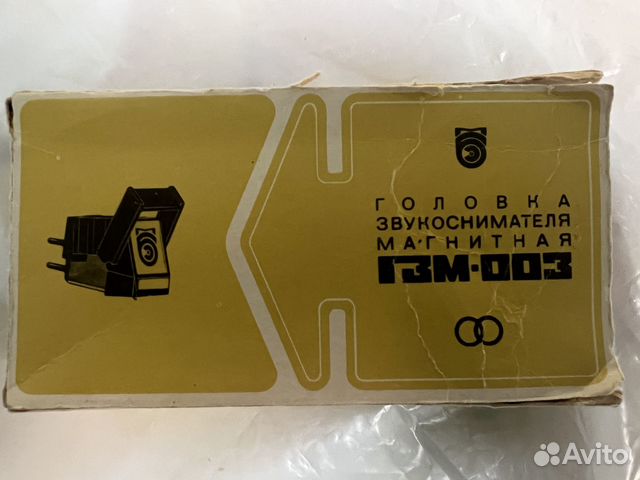 ГОЛОВКА
ЗВУКОСНИМАТЕЛЯ
МАГНИТНАЯ
ГЗМ-003
Avito